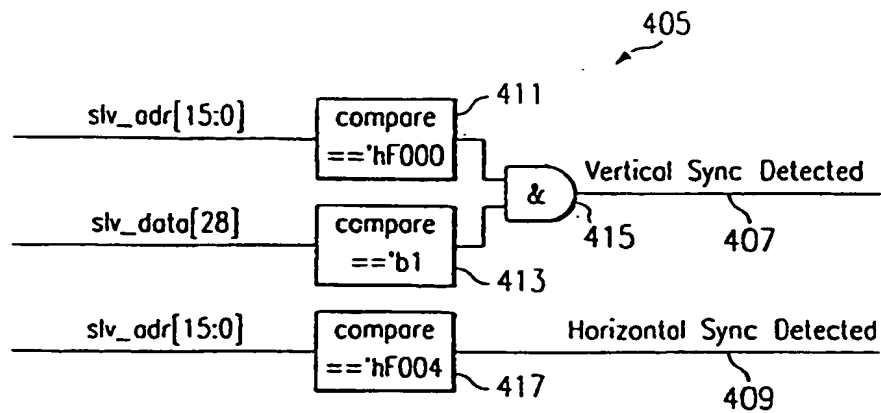 405
slv_adr[15:0]
compare
=='hF000
411
Vertical Sync Detected
&
415
407
slv_data[28]
compare
=='b1
413
slv_adr[15:0]
compare
=='hF004
417
Horizontal Sync Detected
409